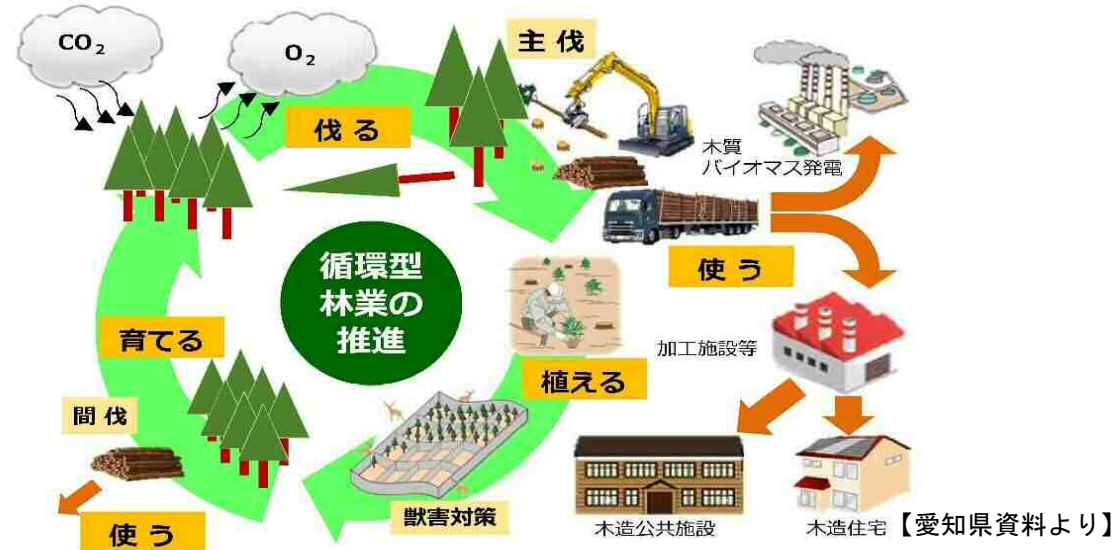 CO₂
O₂
主伐
伐る
木質
バイオマス発電
使う
循環型
林業の
推進
育てる
植える
加工施設等
間伐
使う
獣害対策
木造公共施設
木造住宅
【愛知県資料より】